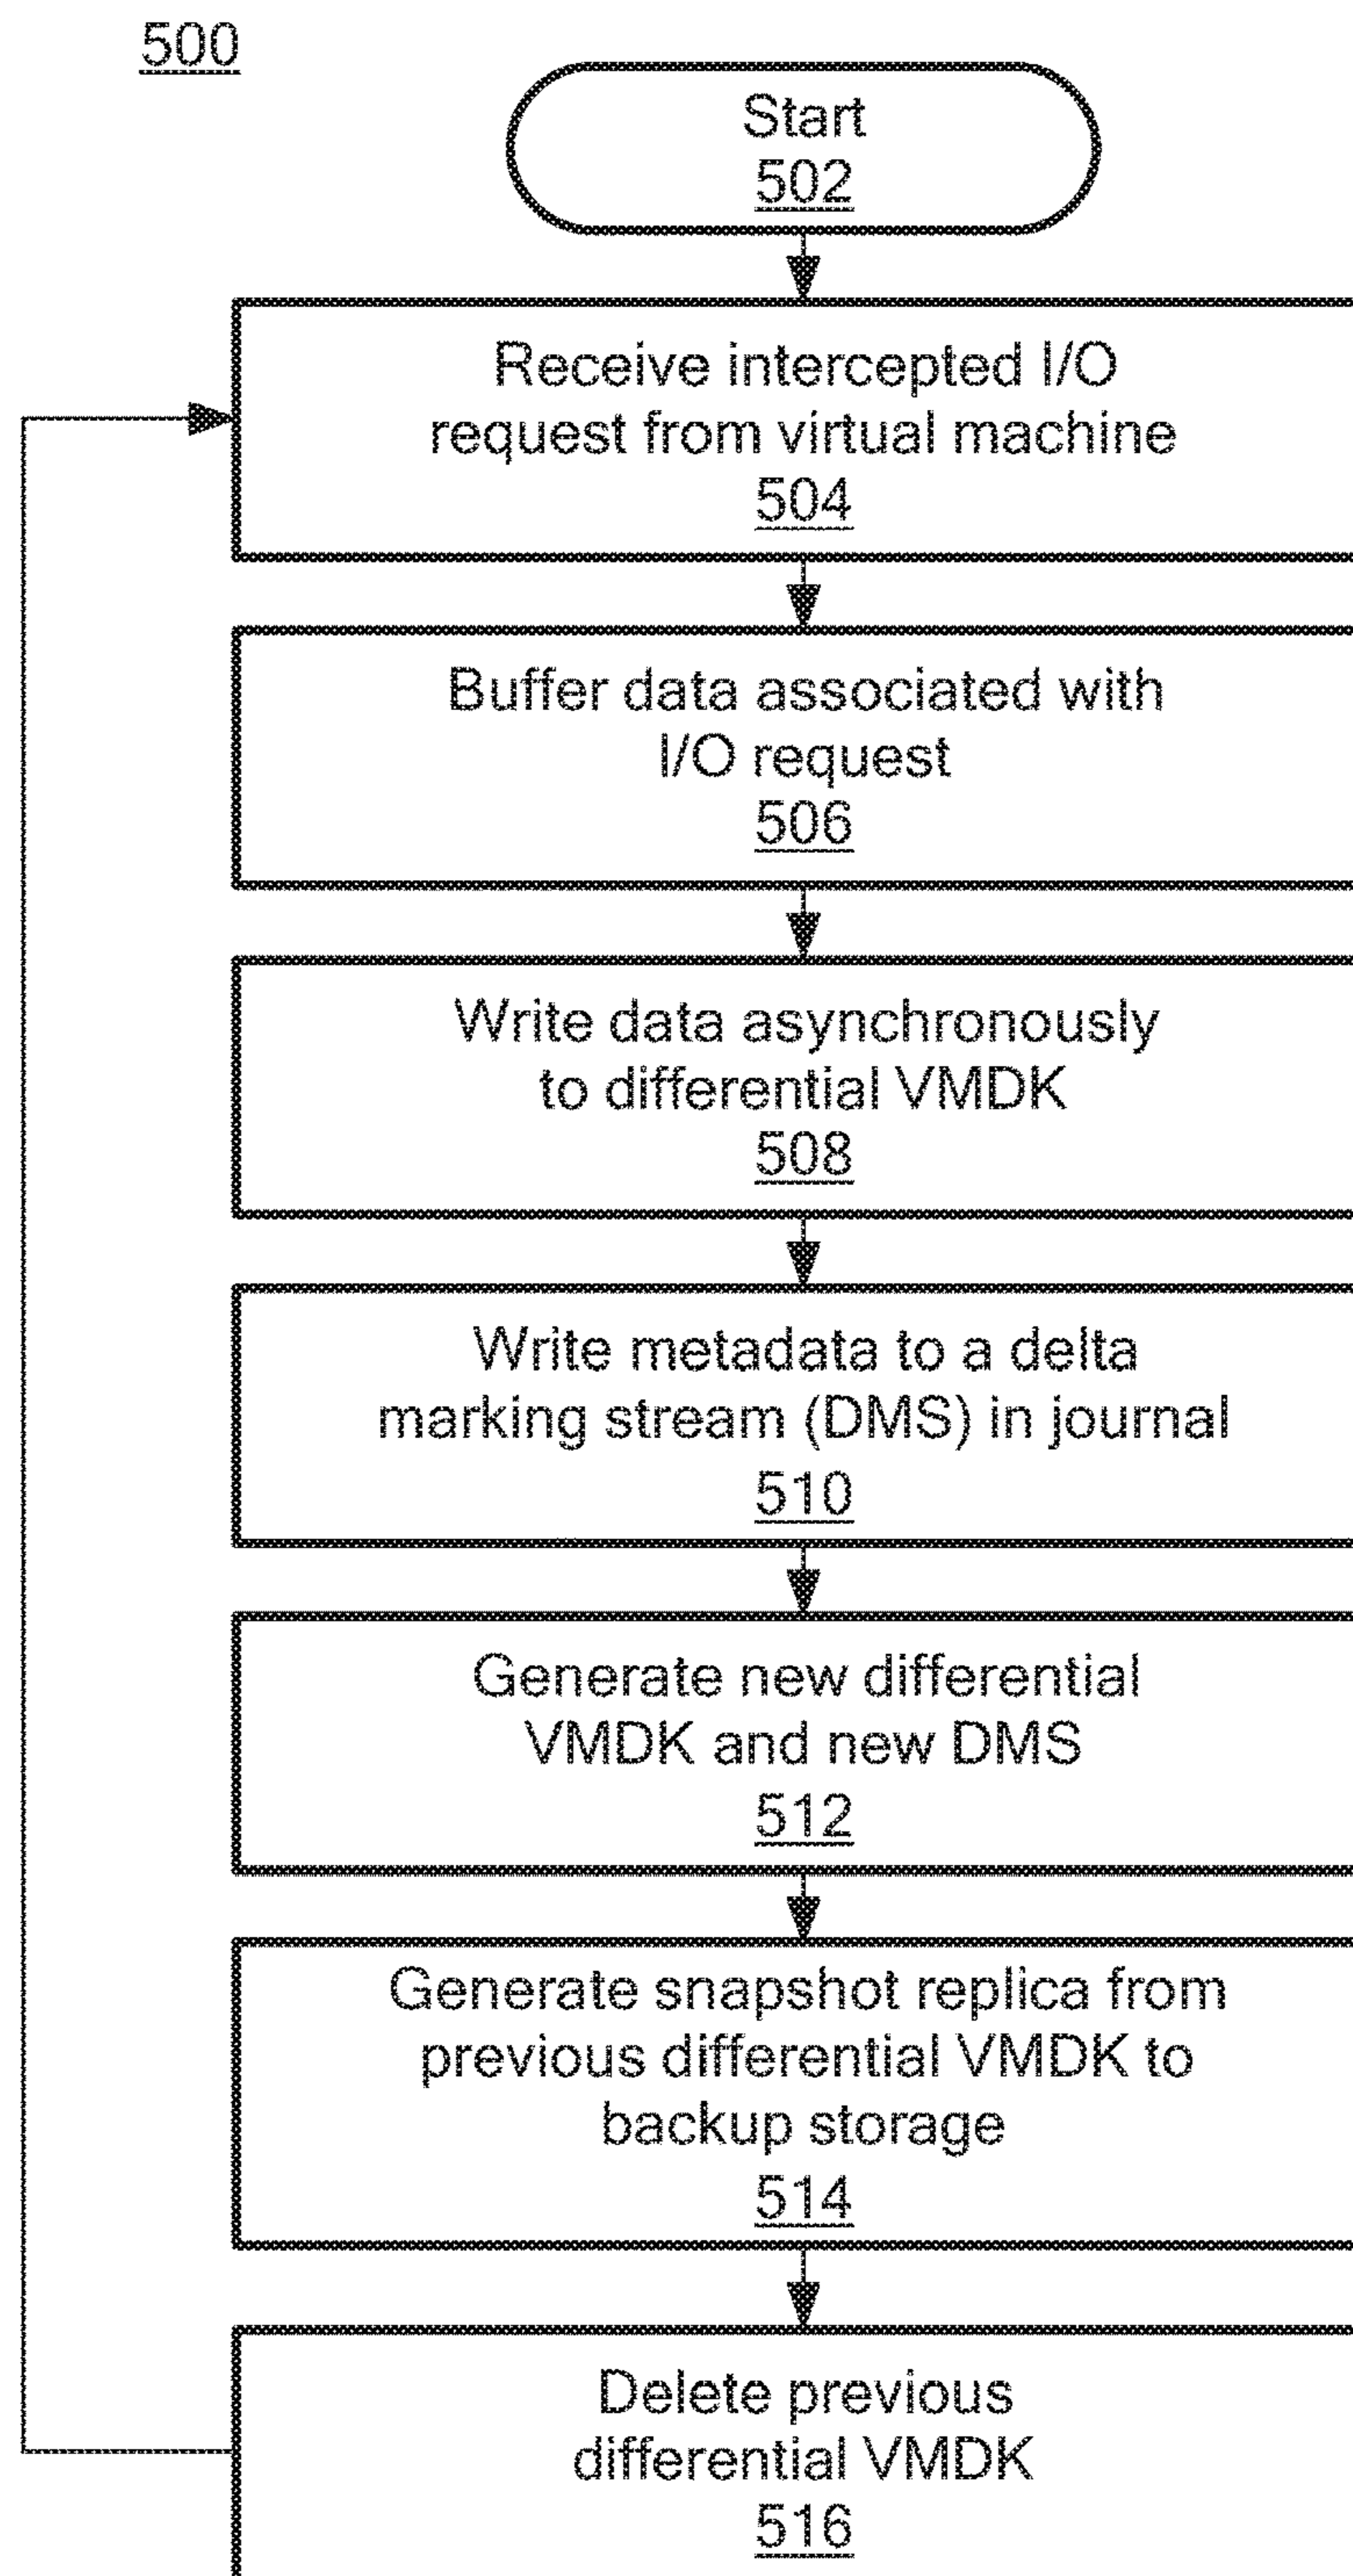 500
Start
502
Receive intercepted I/O
request from virtual machine
504
Buffer data associated with
I/O request
506
Write data asynchronously
to differential VMDK
508
Write metadata to a delta
marking stream (DMS) in journal
510
Generate new differential
VMDK and new DMS
512
Generate snapshot replica from
previous differential VMDK to
backup storage
514
Delete previous
differential VMDK
516